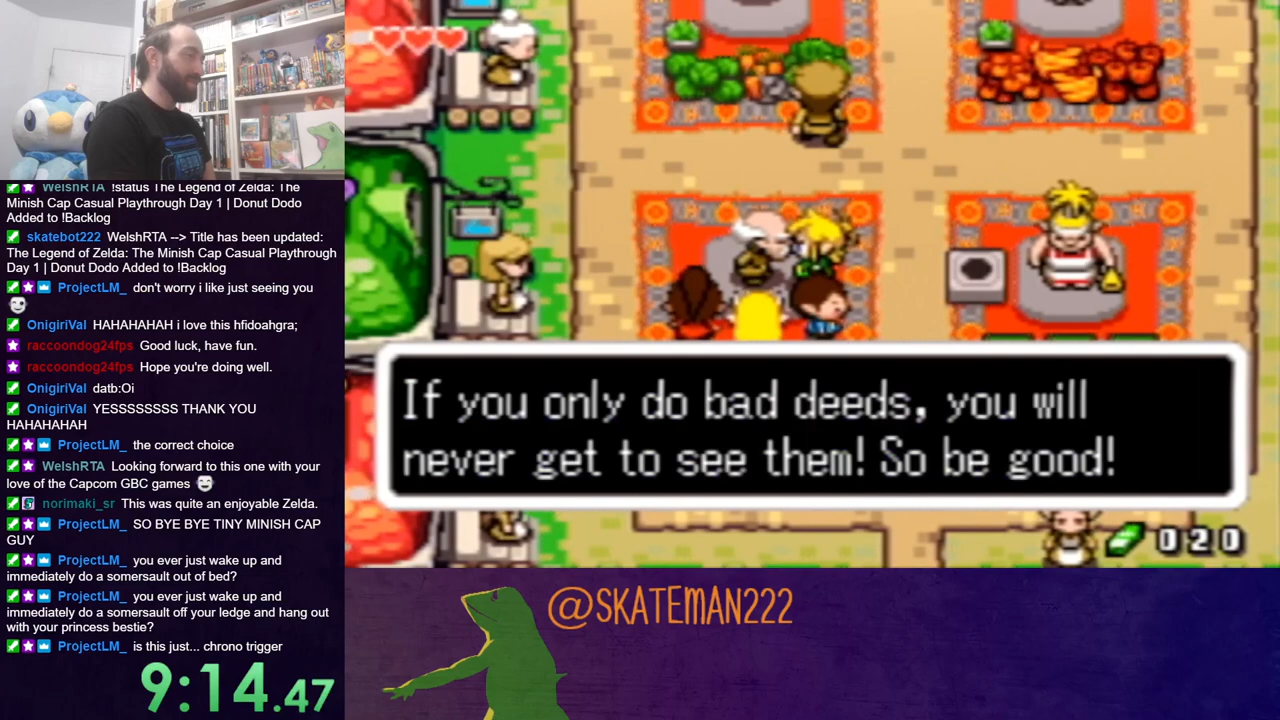 WelshRTA !status The Legend of Zelda: The
Minish Cap Casual Playthrough Day 1 | Donut Dodo
Added to !Backlog
skatebot222 WelshRTA --> Title has been updated:
The Legend of Zelda: The Minish Cap Casual Playthrough
Day 1 | Donut Dodo Added to !Backlog
ProjectLM_ don't worry i like just seeing you
OnigiriVal HAHAHAHAH i love this hfidoahgra;
raccoondog24fps Good luck, have fun.
raccoondog24fps Hope you're doing well.
OnigiriVal datb:Oi
OnigiriVal YESSSSSSSS THANK YOU
HAHAHAHAH
ProjectLM_ the correct choice
WelshRTA Looking forward to this one with your
love of the Capcom GBC games
norimaki_sr This was quite an enjoyable Zelda.
ProjectLM_ SO BYE BYE TINY MINISH CAP
GUY
ProjectLM_ you ever just wake up and
immediately do a somersault out of bed?
ProjectLM_ you ever just wake up and
immediately do a somersault off your ledge and hang out
with your princess bestie?
ProjectLM_ is this just... chrono trigger
9:14.47
If you only do bad deeds, you will
never get to see them! So be good!
020
@SKATEMAN222